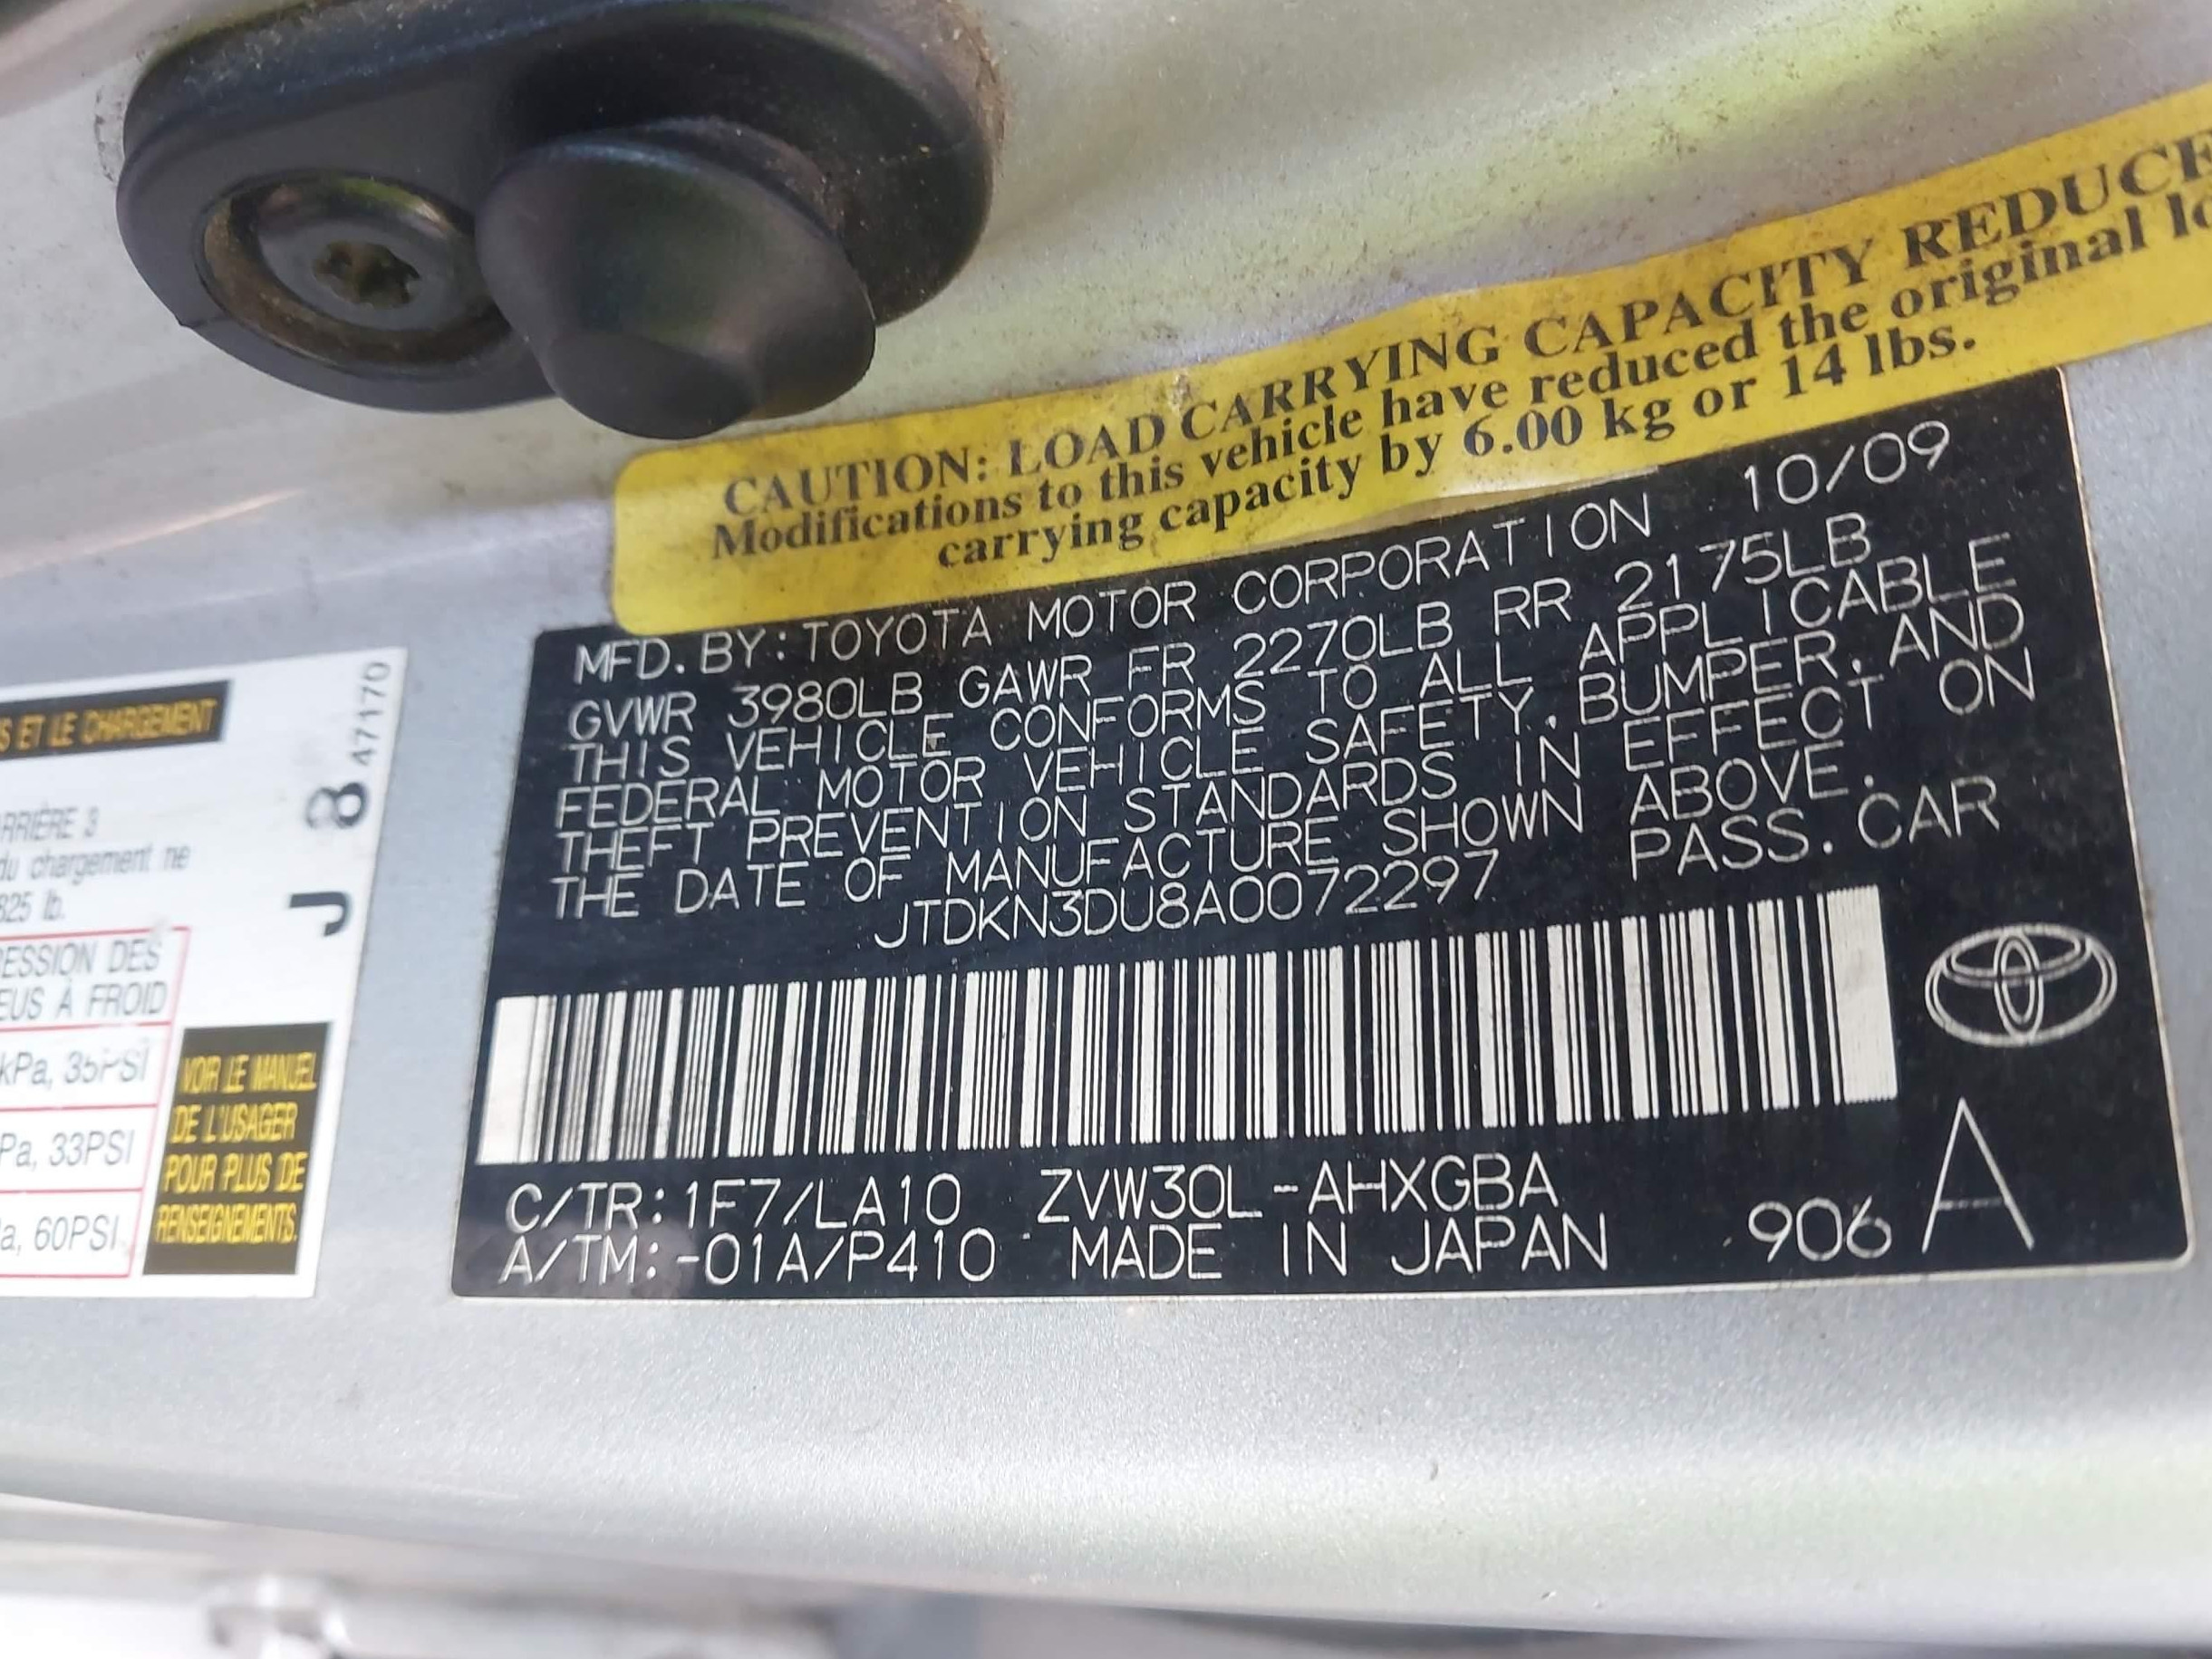 CAUTION: LOAD CARRYING CAPACITY REDUCE
Modifications to this vehicle have reduced the original lo
carrying capacity by 6.00 kg or 14 lbs.
MFD. BY: TOYOTA MOTOR CORPORATION 10/09
GVWR 3980LB GAWR FR 2270LB RR 2175LB
THIS VEHICLE CONFORMS TO ALL APPLICABLE
FEDERAL MOTOR VEHICLE SAFETY, BUMPER, AND
THEFT PREVENTION STANDARDS IN EFFECT ON
THE DATE OF MANUFACTURE SHOWN ABOVE.
JTDKN3DU8A0072297 PASS. CAR
C/TR: 1F7/LA10 ZVW30L-AHXGBA
A/TM: -01A/P410 MADE IN JAPAN 906 A
S ET LE CHARGEMENT
RRIÈRE 3
du chargement ne
825 lb.
J 8 47170
ESSION DES
EUS À FROID
kPa, 35PSI
Pa, 33PSI
a, 60PSI
VOIR LE MANUEL
DE L'USAGER
POUR PLUS DE
RENSEIGNEMENTS.